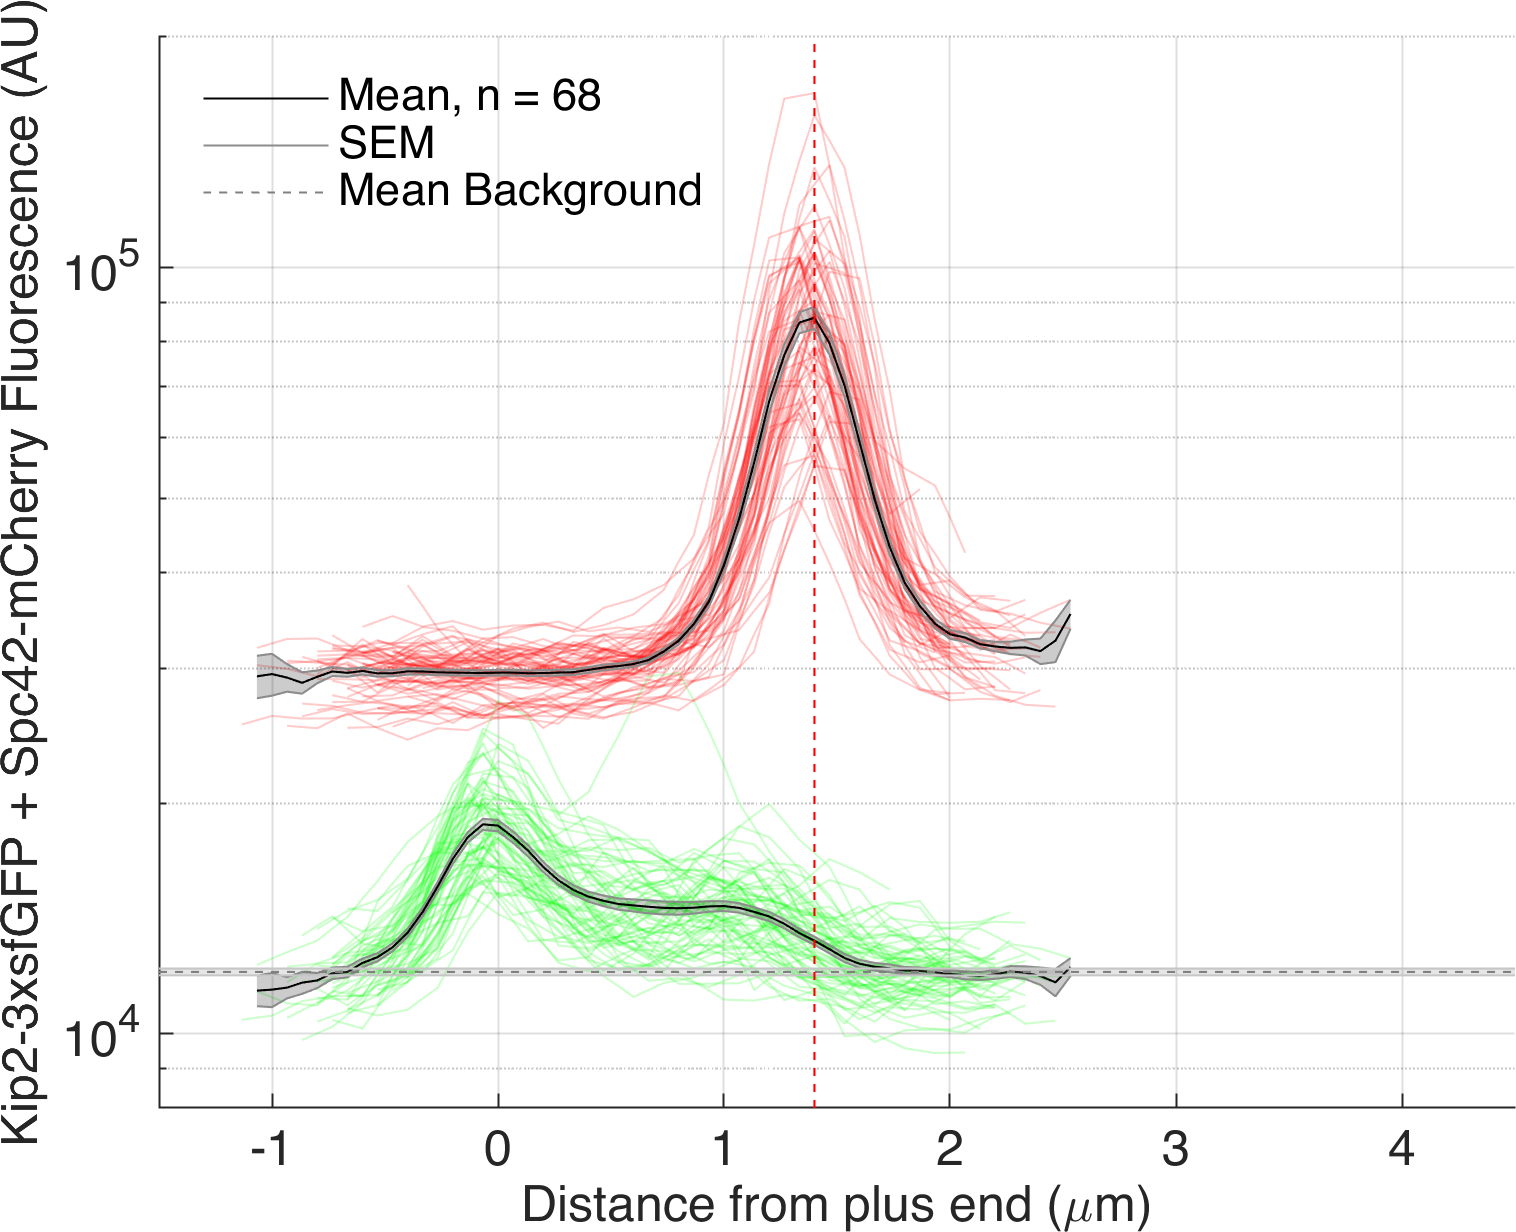 Kip2-3xsfGFP + Spc42-mCherry Fluorescence (AU)
Mean, n = 68
SEM
Mean Background
10^5
10^4
-1 0 1 2 3 4
Distance from plus end (μm)